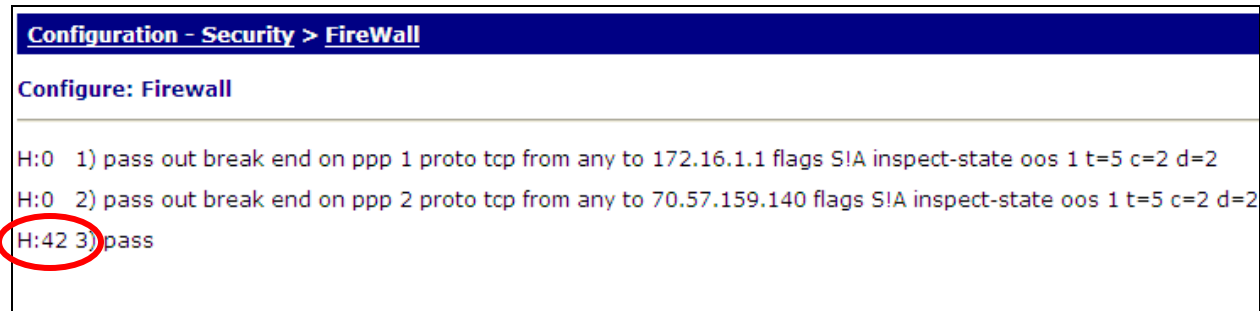 Configuration - Security > FireWall
Configure: Firewall
H:0 1) pass out break end on ppp 1 proto tcp from any to 172.16.1.1 flags S!A inspect-state oos 1 t=5 c=2 d=2
H:0 2) pass out break end on ppp 2 proto tcp from any to 70.57.159.140 flags S!A inspect-state oos 1 t=5 c=2 d=2
H:42 3) pass